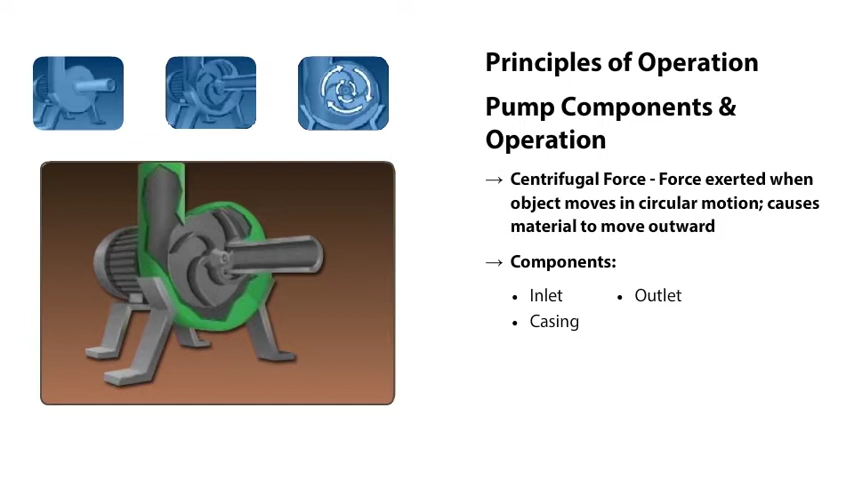 Principles of Operation
Pump Components &
Operation
→ Centrifugal Force - Force exerted when
object moves in circular motion; causes
material to move outward
→ Components:
• Inlet • Outlet
• Casing